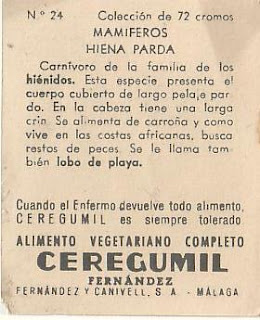 Nº 24 Colección de 72 cromos
MAMIFEROS
HIENA PARDA
Carnívoro de la familia de los
hiénidos. Esta especie presenta el
cuerpo cubierto de largo pelaje par-
do. En la cabeza tiene una larga
crin. Se alimenta de carroña y como
vive en las costas africanas, busca
restos de peces. Se le llama tam-
bién lobo de playa.
Cuando el Enfermo devuelve todo alimento,
CEREGUMIL es siempre tolerado
ALIMENTO VEGETARIANO COMPLETO
CEREGUMIL
FERNÁNDEZ
FERNÁNDEZ Y CANIVELL, S. A. - MÁLAGA